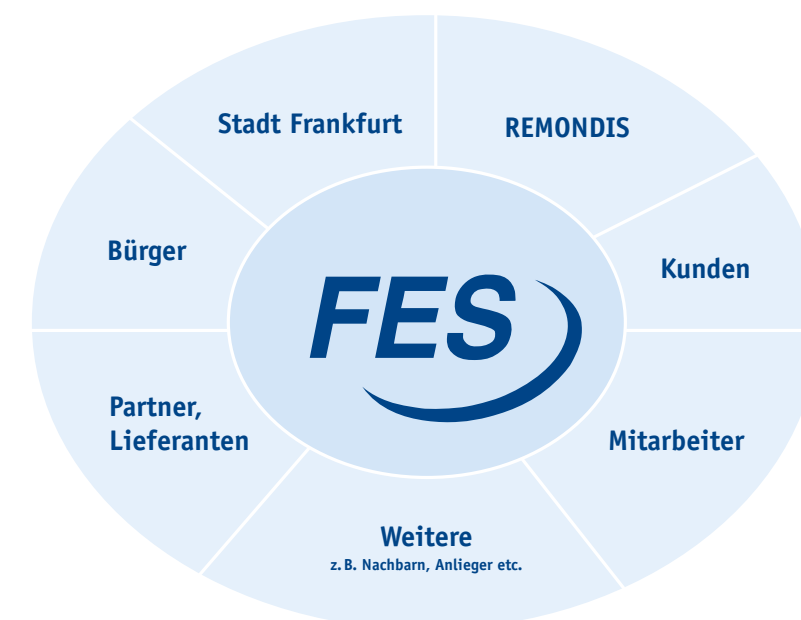 Stadt Frankfurt
REMONDIS
Bürger
Kunden
FES
Partner,
Lieferanten
Mitarbeiter
Weitere
z. B. Nachbarn, Anlieger etc.